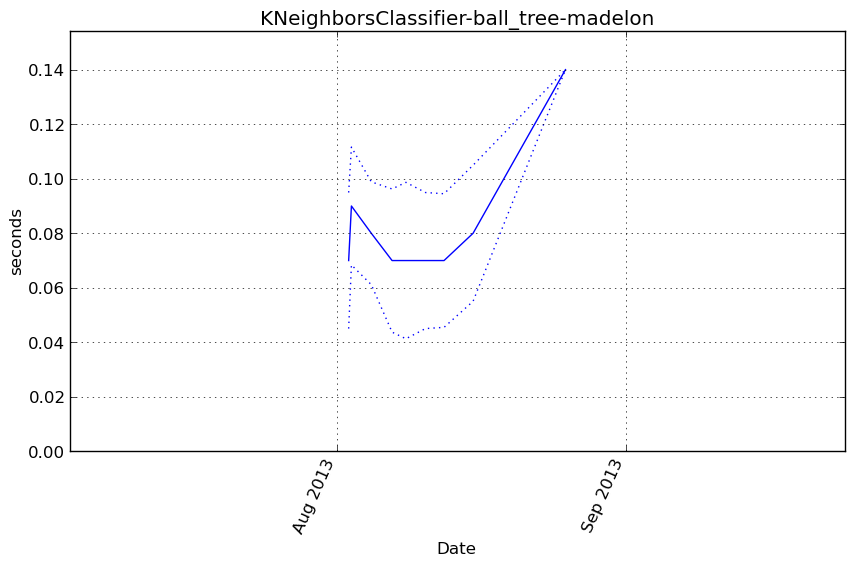 KNeighborsClassifier-ball_tree-madelon
0.14
0.12
0.10
0.08
0.06
0.04
0.02
0.00
seconds
Aug 2013
Sep 2013
Date